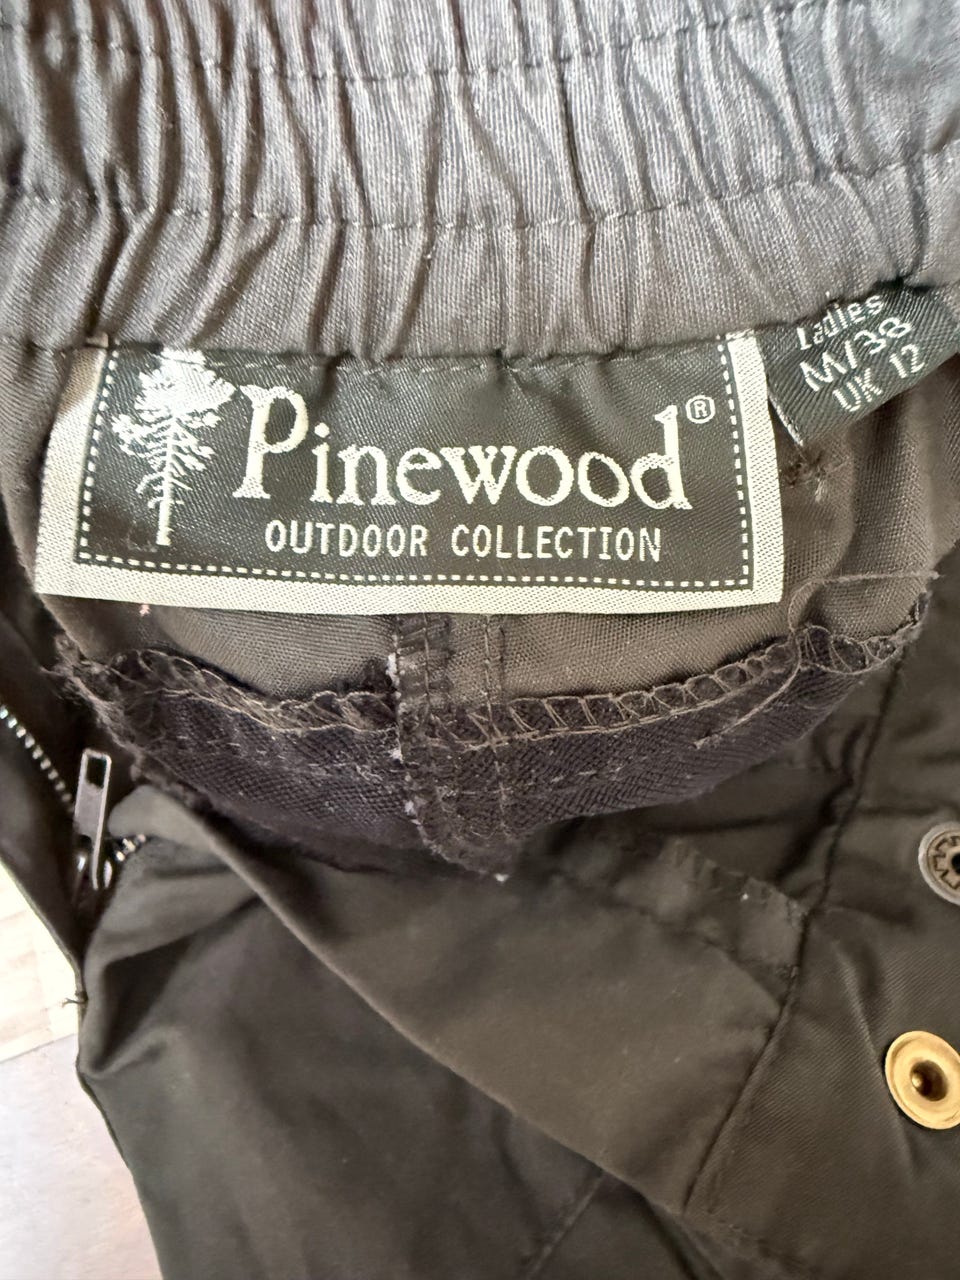 Pinewood®
OUTDOOR COLLECTION
Ladies
M/38
UK 12